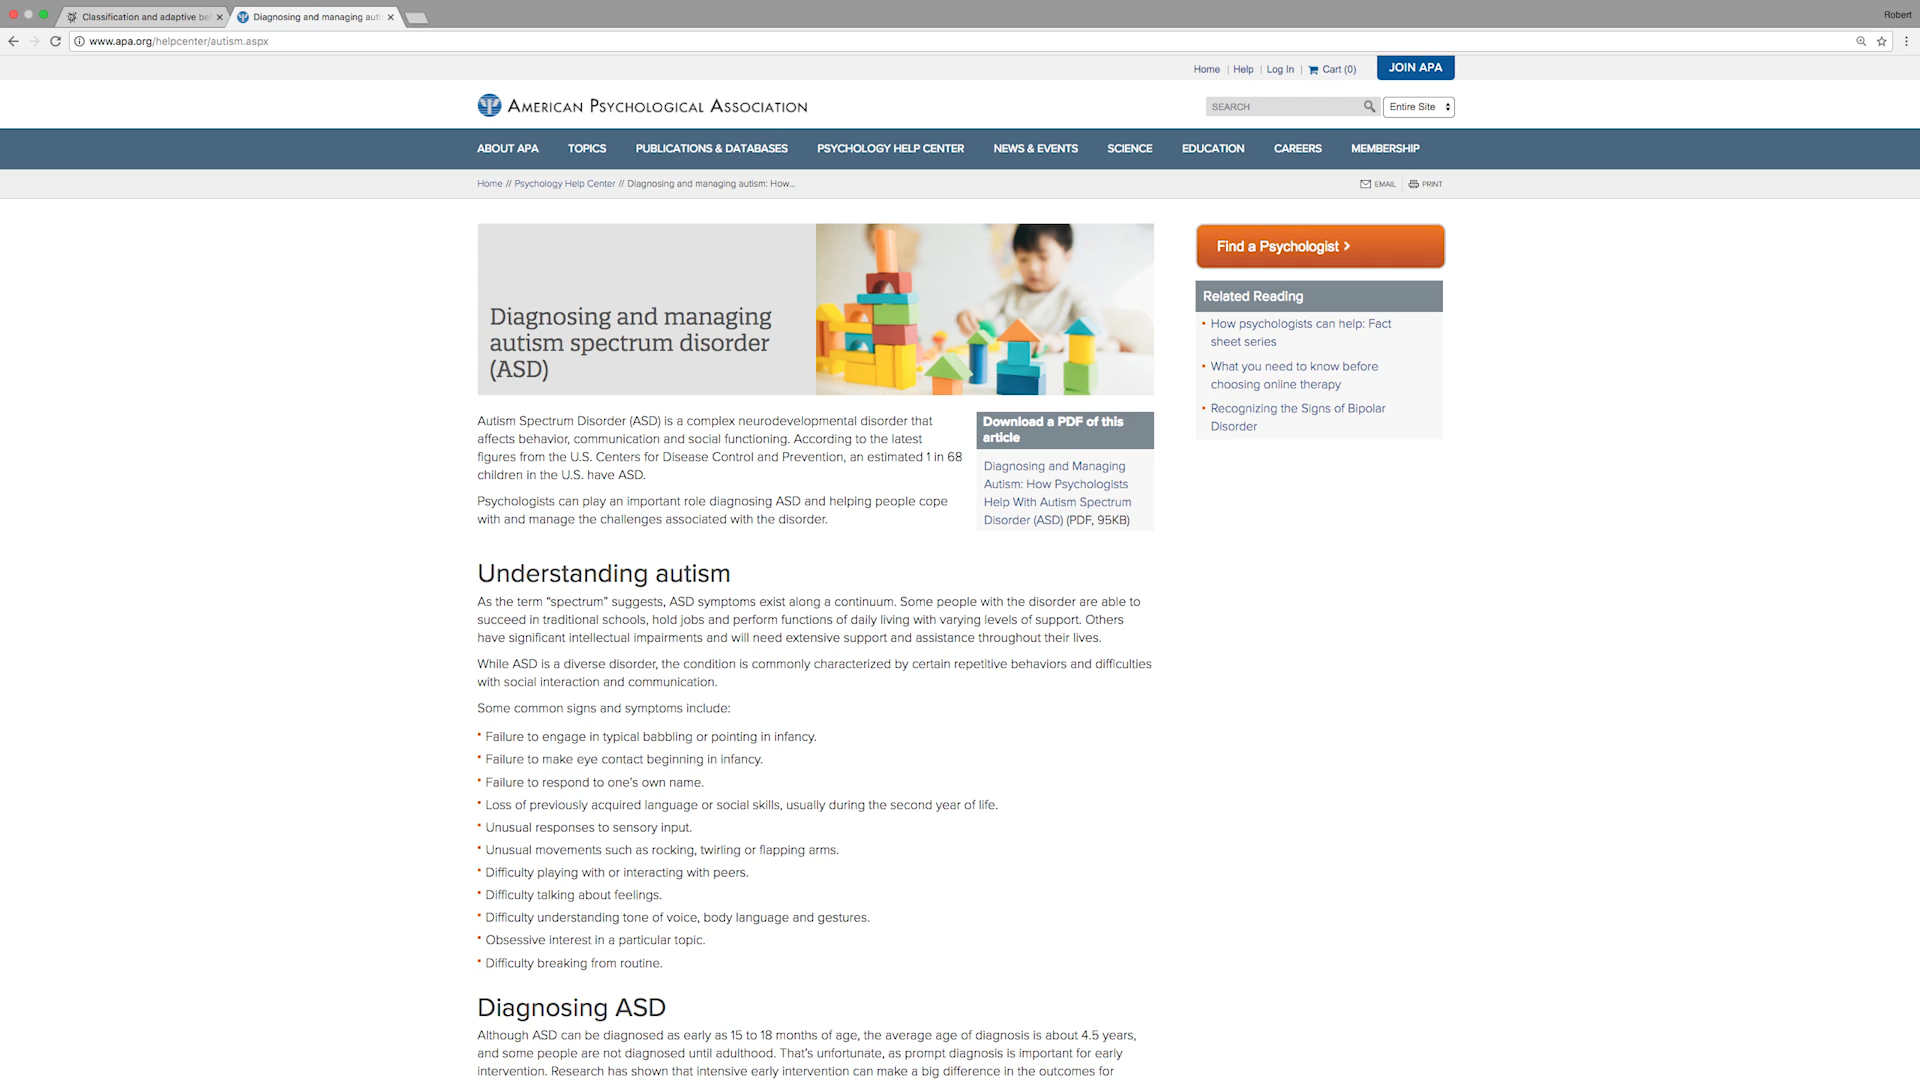 Classification and adaptive be
Diagnosing and managing auti
Robert
www.apa.org/helpcenter/autism.aspx
Home | Help | Log In | Cart (0)
JOIN APA
AMERICAN PSYCHOLOGICAL ASSOCIATION
SEARCH
Entire Site
ABOUT APA TOPICS PUBLICATIONS & DATABASES PSYCHOLOGY HELP CENTER NEWS & EVENTS SCIENCE EDUCATION CAREERS MEMBERSHIP
Home // Psychology Help Center // Diagnosing and managing autism: How...
EMAIL PRINT
Diagnosing and managing
autism spectrum disorder
(ASD)
Autism Spectrum Disorder (ASD) is a complex neurodevelopmental disorder that
affects behavior, communication and social functioning. According to the latest
figures from the U.S. Centers for Disease Control and Prevention, an estimated 1 in 68
children in the U.S. have ASD.
Psychologists can play an important role diagnosing ASD and helping people cope
with and manage the challenges associated with the disorder.
Download a PDF of this
article
Diagnosing and Managing
Autism: How Psychologists
Help With Autism Spectrum
Disorder (ASD) (PDF, 95KB)
Understanding autism
As the term “spectrum” suggests, ASD symptoms exist along a continuum. Some people with the disorder are able to
succeed in traditional schools, hold jobs and perform functions of daily living with varying levels of support. Others
have significant intellectual impairments and will need extensive support and assistance throughout their lives.
While ASD is a diverse disorder, the condition is commonly characterized by certain repetitive behaviors and difficulties
with social interaction and communication.
Some common signs and symptoms include:
Failure to engage in typical babbling or pointing in infancy.
Failure to make eye contact beginning in infancy.
Failure to respond to one’s own name.
Loss of previously acquired language or social skills, usually during the second year of life.
Unusual responses to sensory input.
Unusual movements such as rocking, twirling or flapping arms.
Difficulty playing with or interacting with peers.
Difficulty talking about feelings.
Difficulty understanding tone of voice, body language and gestures.
Obsessive interest in a particular topic.
Difficulty breaking from routine.
Diagnosing ASD
Although ASD can be diagnosed as early as 15 to 18 months of age, the average age of diagnosis is about 4.5 years,
and some people are not diagnosed until adulthood. That’s unfortunate, as prompt diagnosis is important for early
intervention. Research has shown that intensive early intervention can make a big difference in the outcomes for
Find a Psychologist >
Related Reading
How psychologists can help: Fact
sheet series
What you need to know before
choosing online therapy
Recognizing the Signs of Bipolar
Disorder